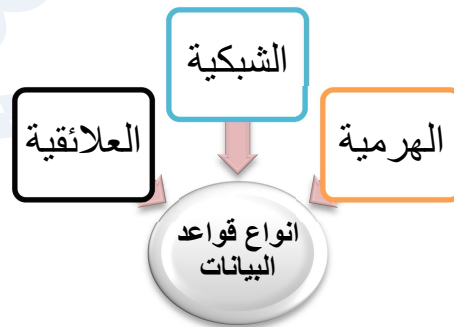 الشبكية
الهرمية
العلائقية
انواع قواعد
البيانات